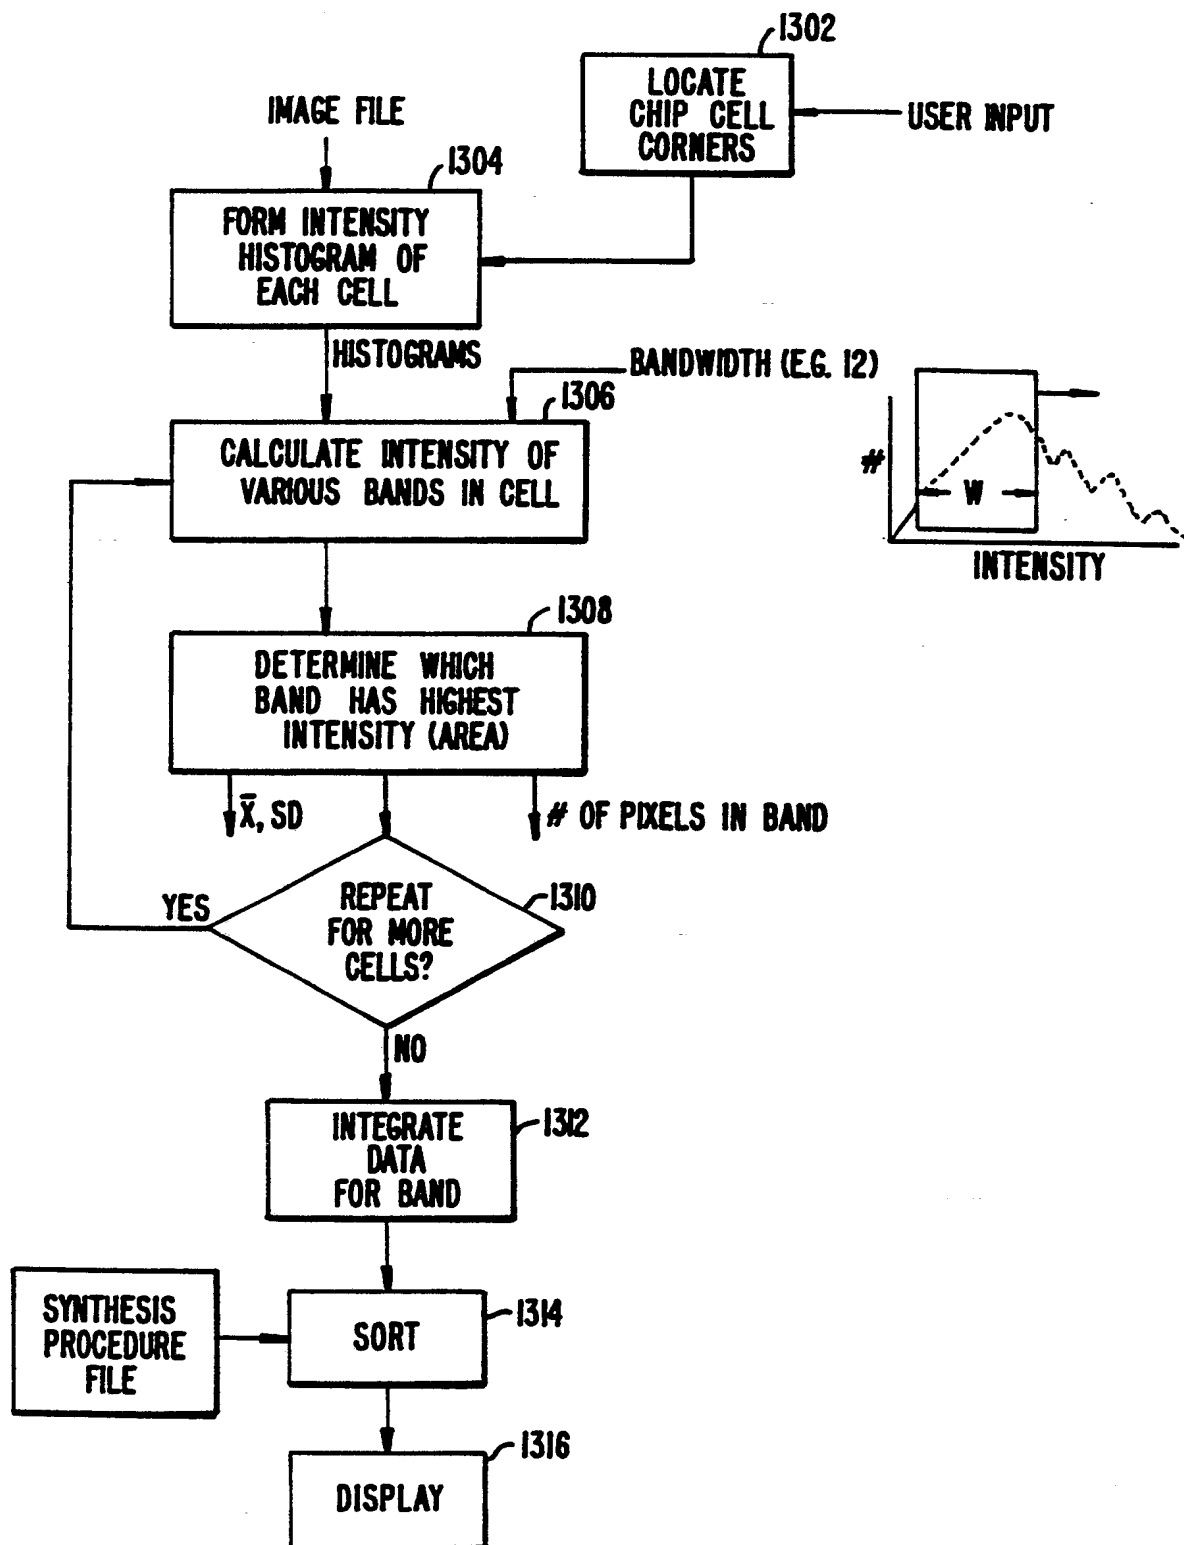 1302
LOCATE
CHIP CELL
CORNERS
USER INPUT
IMAGE FILE
1304
FORM INTENSITY
HISTOGRAM OF
EACH CELL
HISTOGRAMS
BANDWIDTH (E.G. 12)
1306
CALCULATE INTENSITY OF
VARIOUS BANDS IN CELL
#
W
INTENSITY
1308
DETERMINE WHICH
BAND HAS HIGHEST
INTENSITY (AREA)
X̄, SD
# OF PIXELS IN BAND
YES
REPEAT
FOR MORE
CELLS?
1310
NO
INTEGRATE
DATA
FOR BAND
1312
SYNTHESIS
PROCEDURE
FILE
SORT
1314
DISPLAY
1316